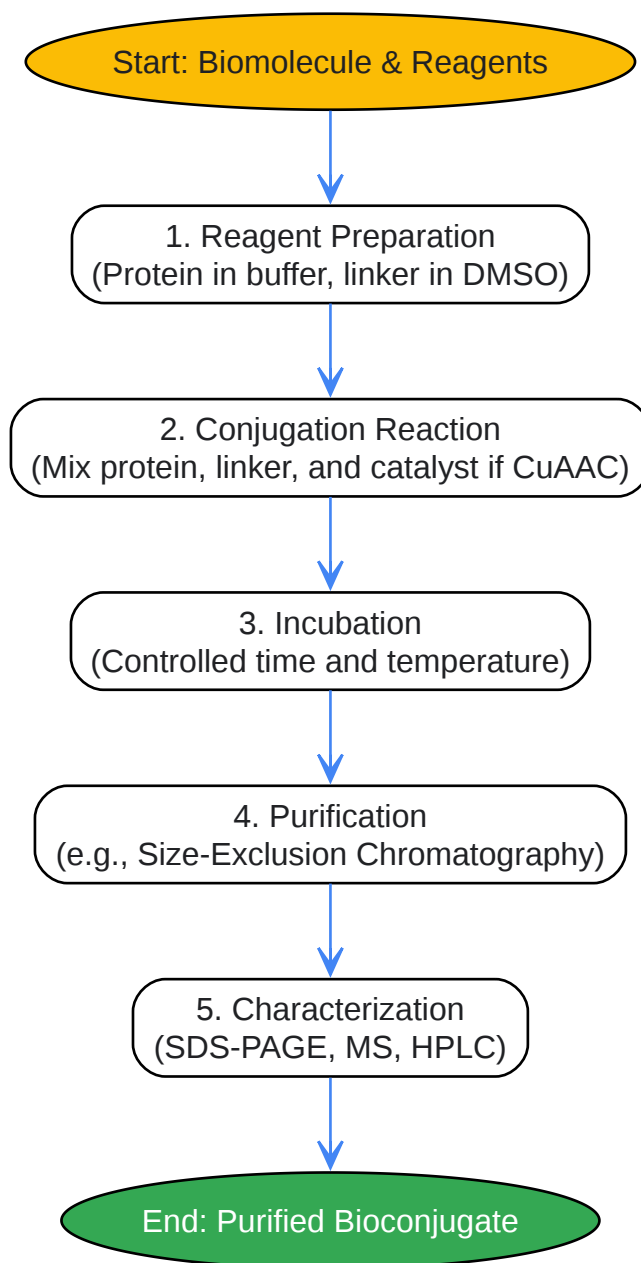 Start: Biomolecule & Reagents
1. Reagent Preparation
(Protein in buffer, linker in DMSO)
2. Conjugation Reaction
(Mix protein, linker, and catalyst if CuAAC)
3. Incubation
(Controlled time and temperature)
4. Purification
(e.g., Size-Exclusion Chromatography)
5. Characterization
(SDS-PAGE, MS, HPLC)
End: Purified Bioconjugate